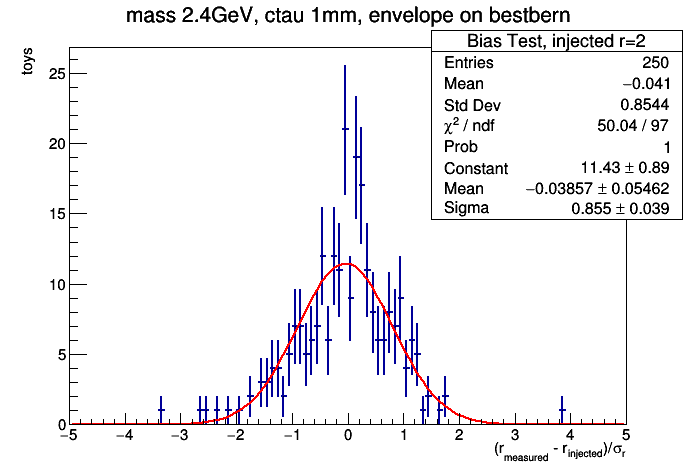 mass 2.4GeV, ctau 1mm, envelope on bestbern
toys
Bias Test, injected r=2
Entries 250
Mean −0.041
Std Dev 0.8544
χ² / ndf 50.04 / 97
Prob 1
Constant 11.43 ± 0.89
Mean −0.03857 ± 0.05462
Sigma 0.855 ± 0.039
25
20
15
10
5
0
−5 −4 −3 −2 −1 0 1 2 3 4 5
(r_measured - r_injected)/σ_r